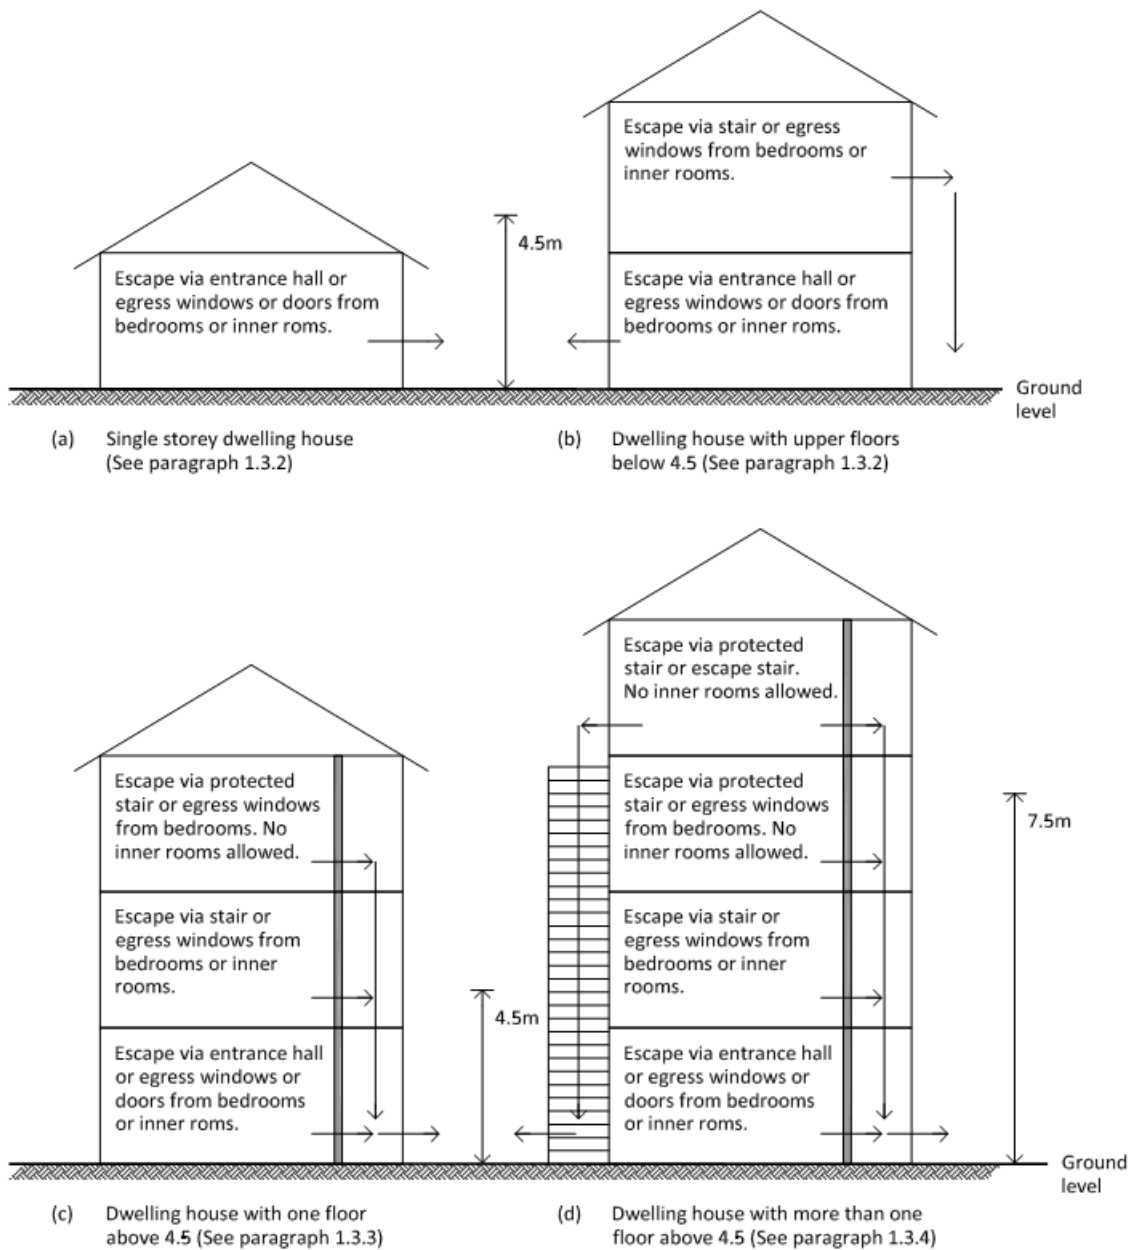 Escape via stair or egress
windows from bedrooms or
inner rooms.
4.5m
Escape via entrance hall or
egress windows or doors from
bedrooms or inner roms.
Escape via entrance hall or
egress windows or doors from
bedrooms or inner roms.
Ground
level
(a) Single storey dwelling house
(See paragraph 1.3.2)
(b) Dwelling house with upper floors
below 4.5 (See paragraph 1.3.2)
Escape via protected
stair or escape stair.
No inner rooms allowed.
Escape via protected
stair or egress windows
from bedrooms. No
inner rooms allowed.
Escape via protected
stair or egress windows
from bedrooms. No
inner rooms allowed.
7.5m
Escape via stair or
egress windows from
bedrooms or inner
rooms.
Escape via stair or
egress windows from
bedrooms or inner
rooms.
4.5m
Escape via entrance hall
or egress windows or
doors from bedrooms
or inner roms.
Escape via entrance hall
or egress windows or
doors from bedrooms
or inner roms.
Ground
level
(c) Dwelling house with one floor
above 4.5 (See paragraph 1.3.3)
(d) Dwelling house with more than one
floor above 4.5 (See paragraph 1.3.4)